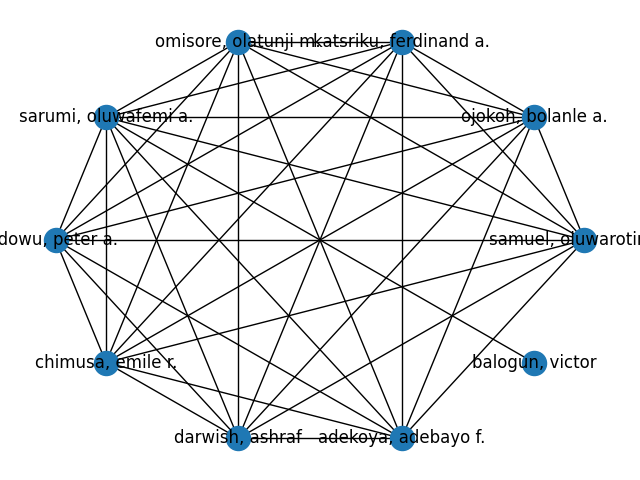 omisore, olatunji m.
katsriku, ferdinand a.
sarumi, oluwafemi a.
ojokoh, bolanle a.
dowu, peter a.
samuel, oluwarotin
chimusa, emile r.
balogun, victor
darwish, ashraf
adekoya, adebayo f.